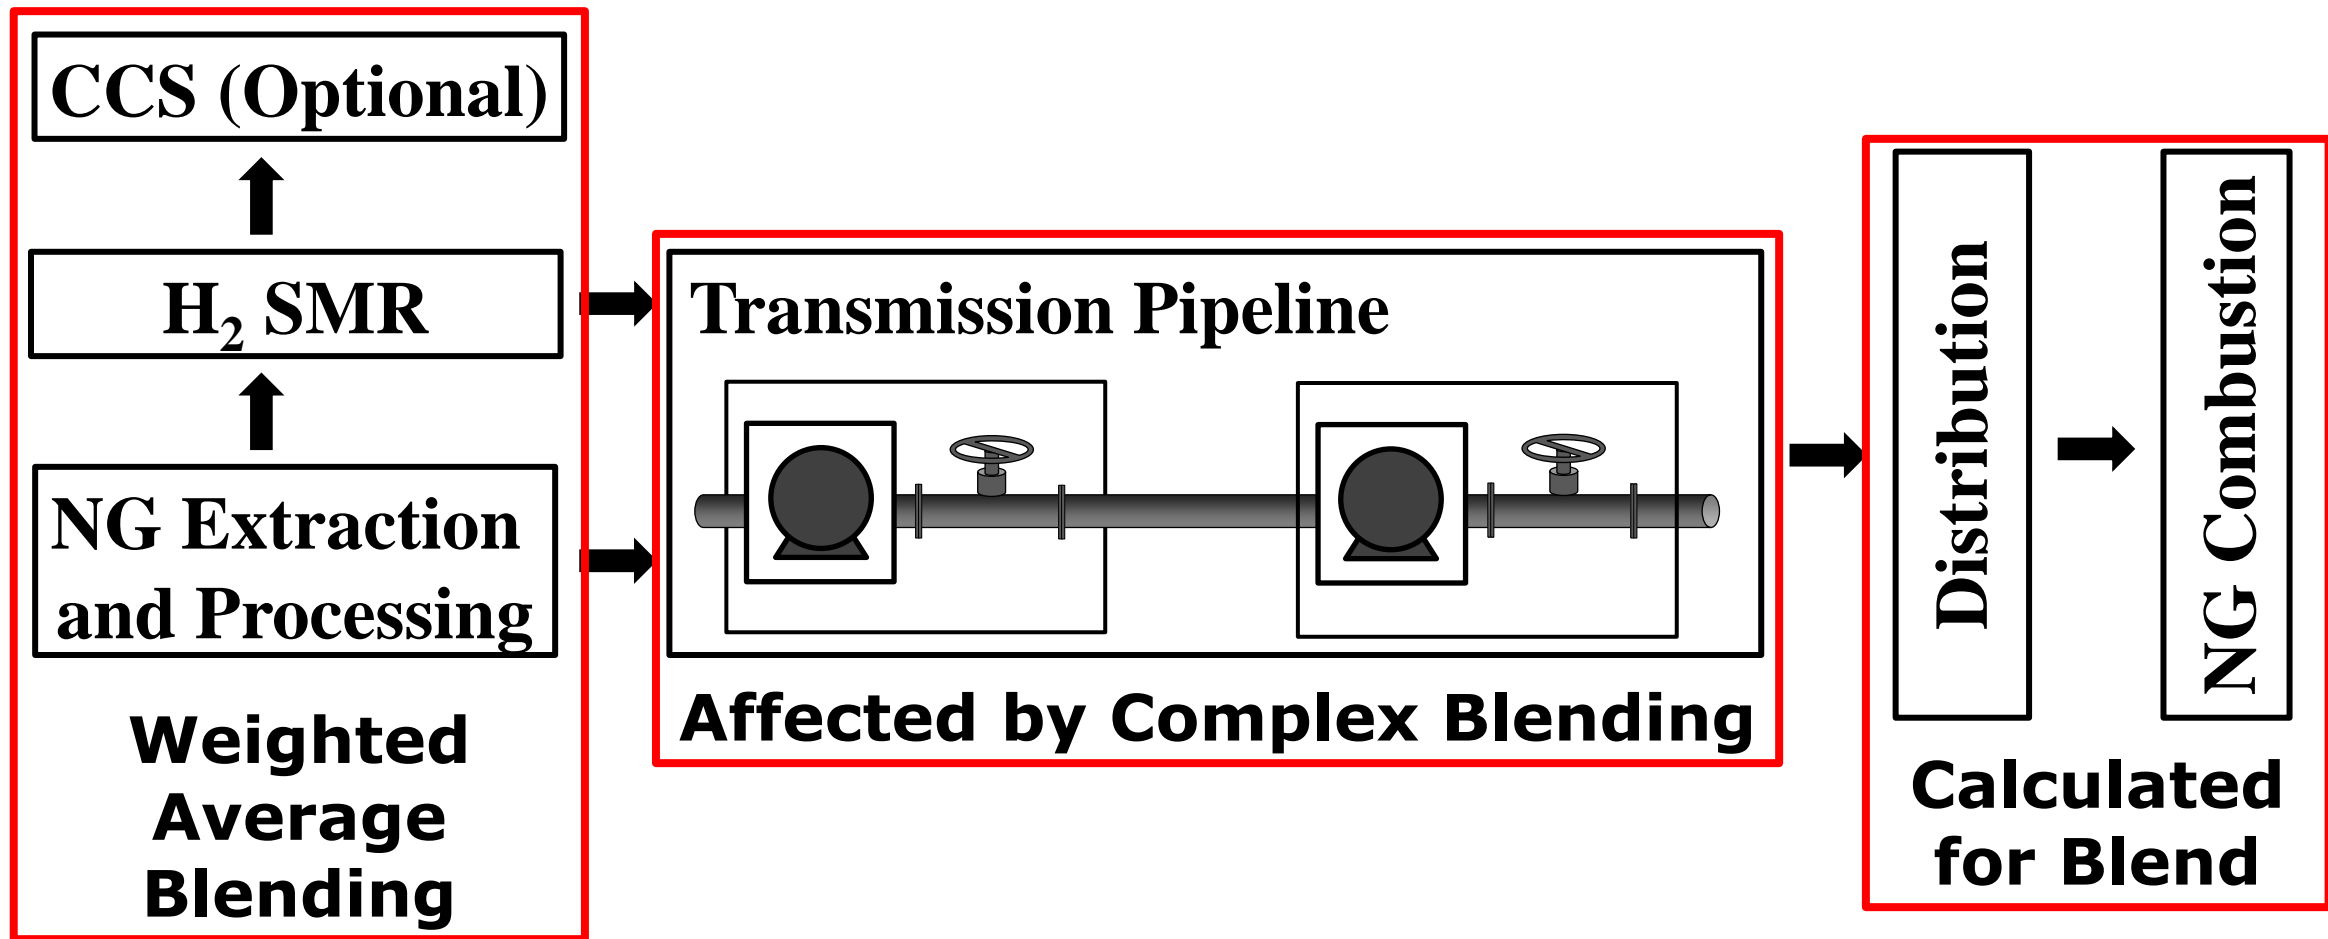 CCS (Optional)
H₂ SMR
NG Extraction
and Processing
Weighted
Average
Blending
Transmission Pipeline
Affected by Complex Blending
Distribution
NG Combustion
Calculated
for Blend